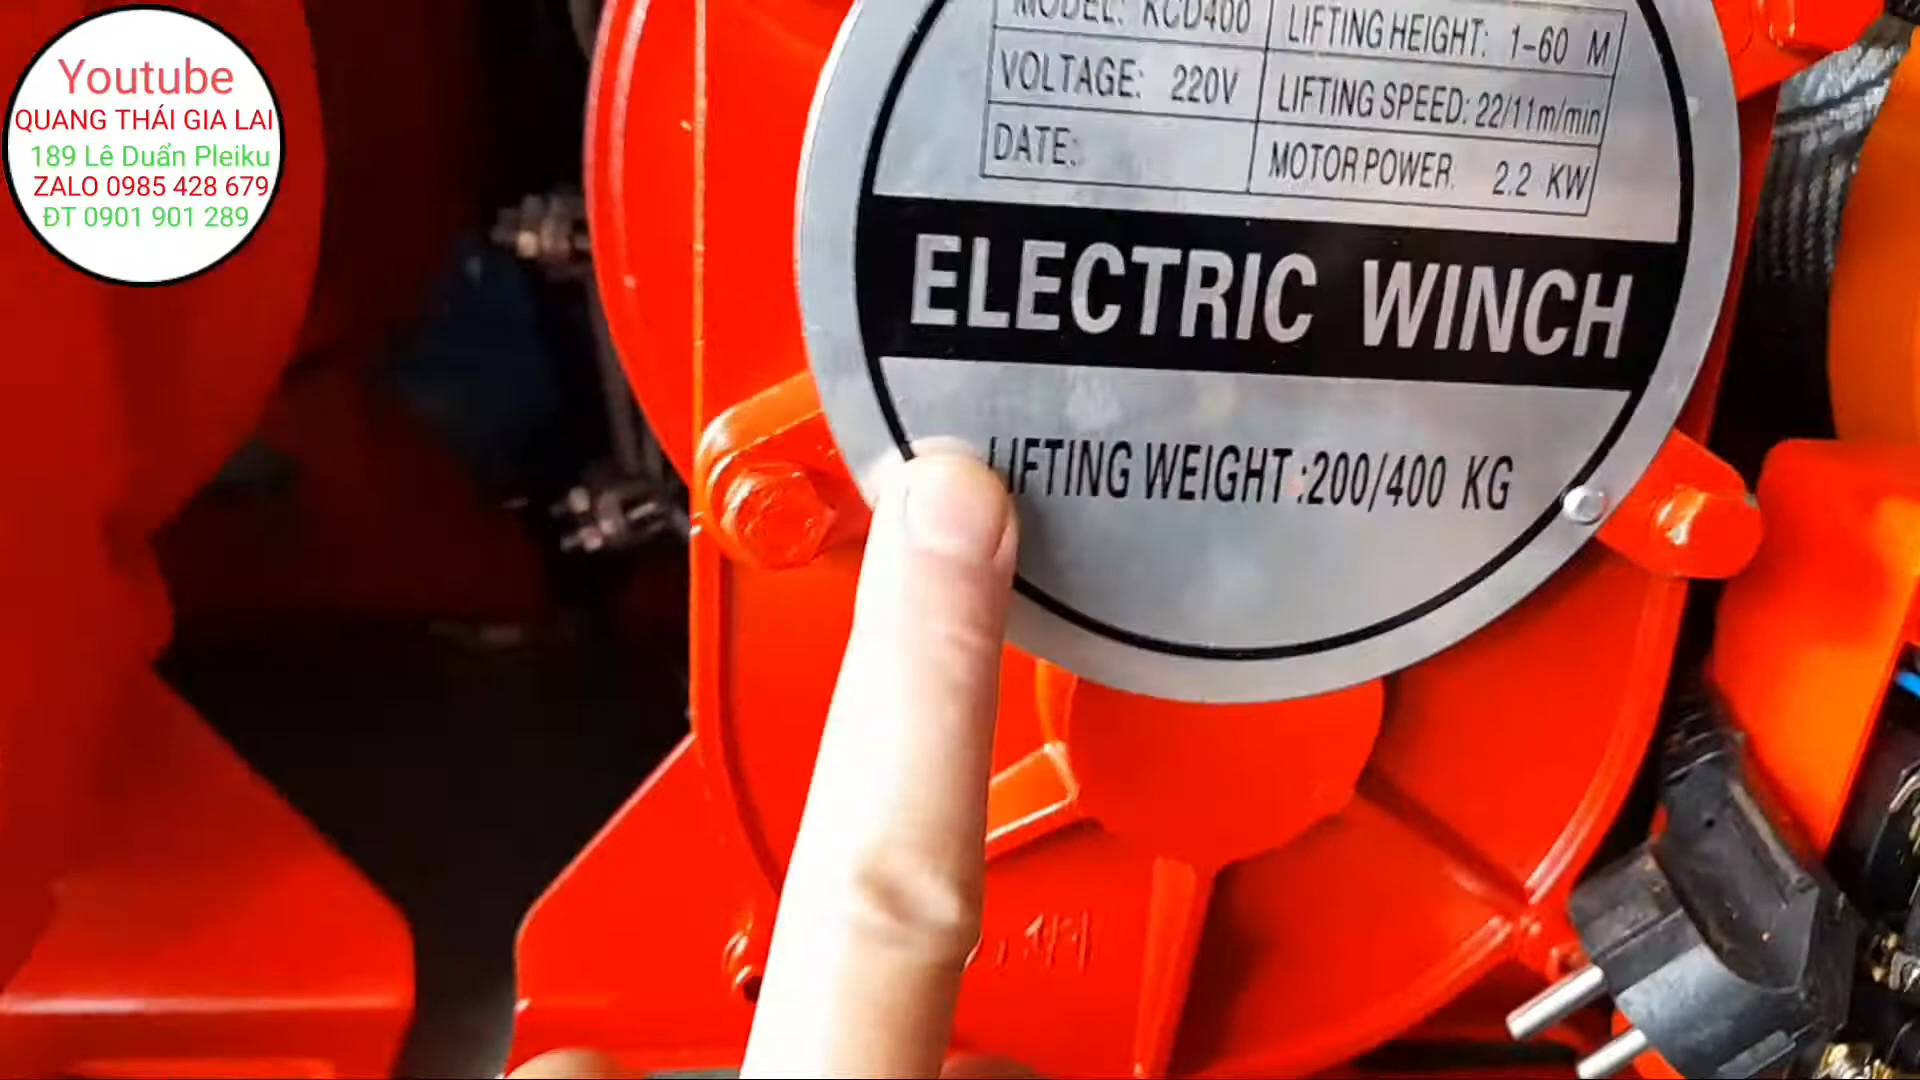 Youtube
QUANG THÁI GIA LAI
189 Lê Duẩn Pleiku
ZALO 0985 428 679
ĐT 0901 901 289
MODEL: KCD400
LIFTING HEIGHT: 1-60 M
VOLTAGE: 220V
LIFTING SPEED: 22/11m/min
DATE:
MOTOR POWER 2.2 KW
ELECTRIC WINCH
LIFTING WEIGHT:200/400 KG